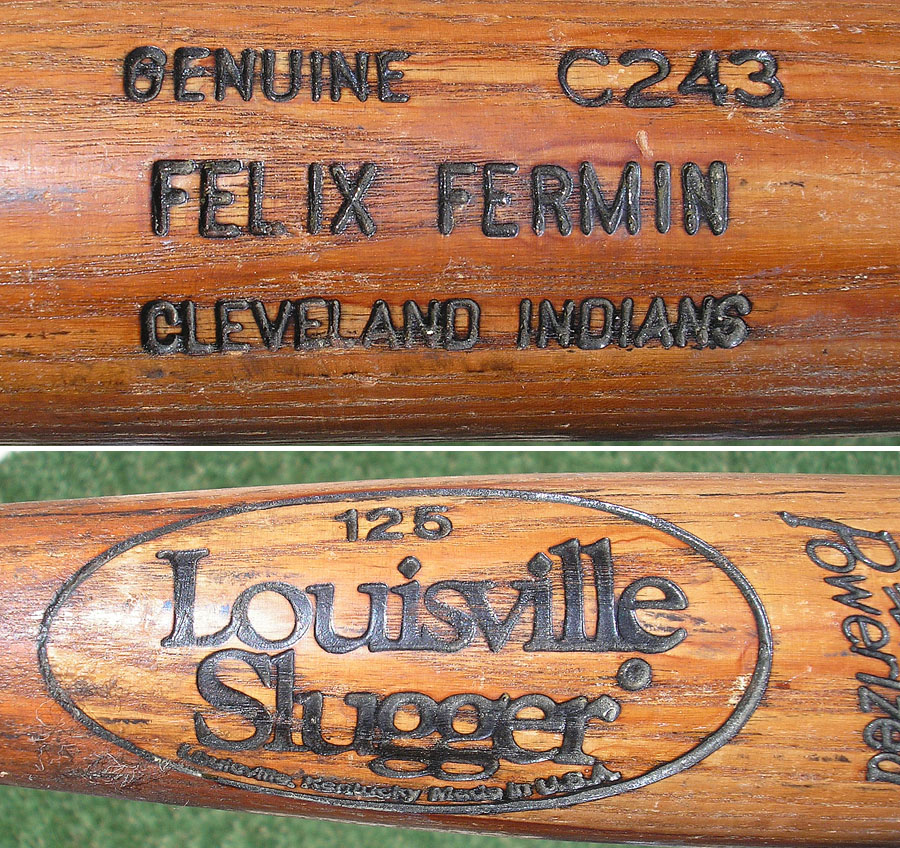 GENUINE C243
FELIX FERMIN
CLEVELAND INDIANS
125
Louisville
Slugger
Louisville, Kentucky Made in U.S.A.
Powerized